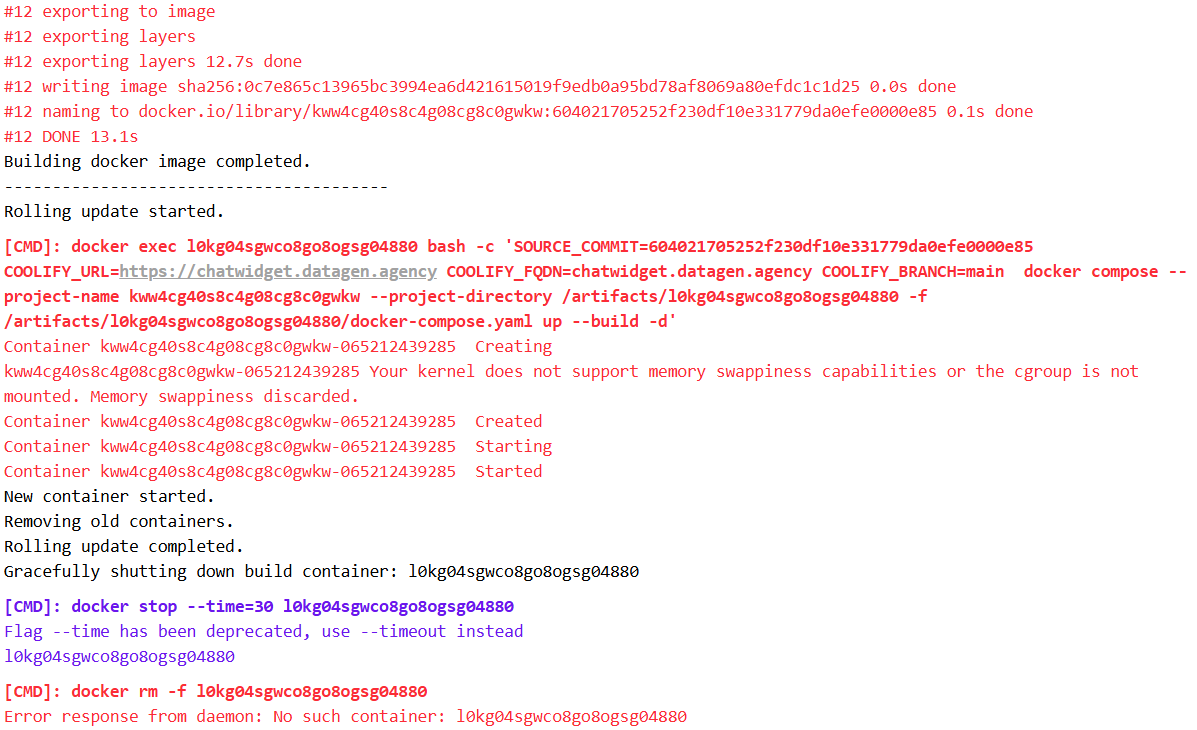 #12 exporting to image
#12 exporting layers
#12 exporting layers 12.7s done
#12 writing image sha256:0c7e865c13965bc3994ea6d421615019f9edb0a95bd78af8069a80efdc1c1d25 0.0s done
#12 naming to docker.io/library/kww4cg40s8c4g08cg8c0gwkw:604021705252f230df10e331779da0efe0000e85 0.1s done
#12 DONE 13.1s
Building docker image completed.
----------------------------------------
Rolling update started.
[CMD]: docker exec l0kg04sgwco8go8ogsg04880 bash -c 'SOURCE_COMMIT=604021705252f230df10e331779da0efe0000e85
COOLIFY_URL=https://chatwidget.datagen.agency COOLIFY_FQDN=chatwidget.datagen.agency COOLIFY_BRANCH=main  docker compose --
project-name kww4cg40s8c4g08cg8c0gwkw --project-directory /artifacts/l0kg04sgwco8go8ogsg04880 -f
/artifacts/l0kg04sgwco8go8ogsg04880/docker-compose.yaml up --build -d'
Container kww4cg40s8c4g08cg8c0gwkw-065212439285  Creating
kww4cg40s8c4g08cg8c0gwkw-065212439285 Your kernel does not support memory swappiness capabilities or the cgroup is not
mounted. Memory swappiness discarded.
Container kww4cg40s8c4g08cg8c0gwkw-065212439285  Created
Container kww4cg40s8c4g08cg8c0gwkw-065212439285  Starting
Container kww4cg40s8c4g08cg8c0gwkw-065212439285  Started
New container started.
Removing old containers.
Rolling update completed.
Gracefully shutting down build container: l0kg04sgwco8go8ogsg04880
[CMD]: docker stop --time=30 l0kg04sgwco8go8ogsg04880
Flag --time has been deprecated, use --timeout instead
l0kg04sgwco8go8ogsg04880
[CMD]: docker rm -f l0kg04sgwco8go8ogsg04880
Error response from daemon: No such container: l0kg04sgwco8go8ogsg04880